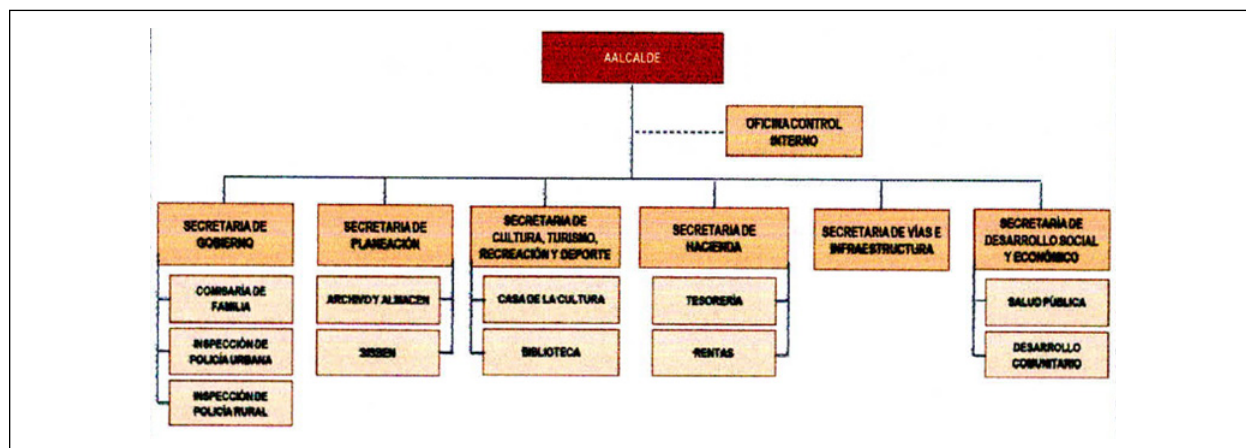 AALCALDE
OFICINA CONTROL
INTERNO
SECRETARIA DE
GOBIERNO
COMISARÍA DE
FAMILIA
INSPECCIÓN DE
POLICÍA URBANA
INSPECCIÓN DE
POLICÍA RURAL
SECRETARIA DE
PLANEACIÓN
ARCHIVO Y ALMACEN
SISBEN
SECRETARIA DE
CULTURA, TURISMO,
RECREACIÓN Y DEPORTE
CASA DE LA CULTURA
BIBLIOTECA
SECRETARIA DE
HACIENDA
TESORERÍA
RENTAS
SECRETARIA DE VÍAS E
INFRAESTRUCTURA
SECRETARÍA DE
DESARROLLO SOCIAL
Y ECONÓMICO
SALUD PÚBLICA
DESARROLLO
COMUNITARIO